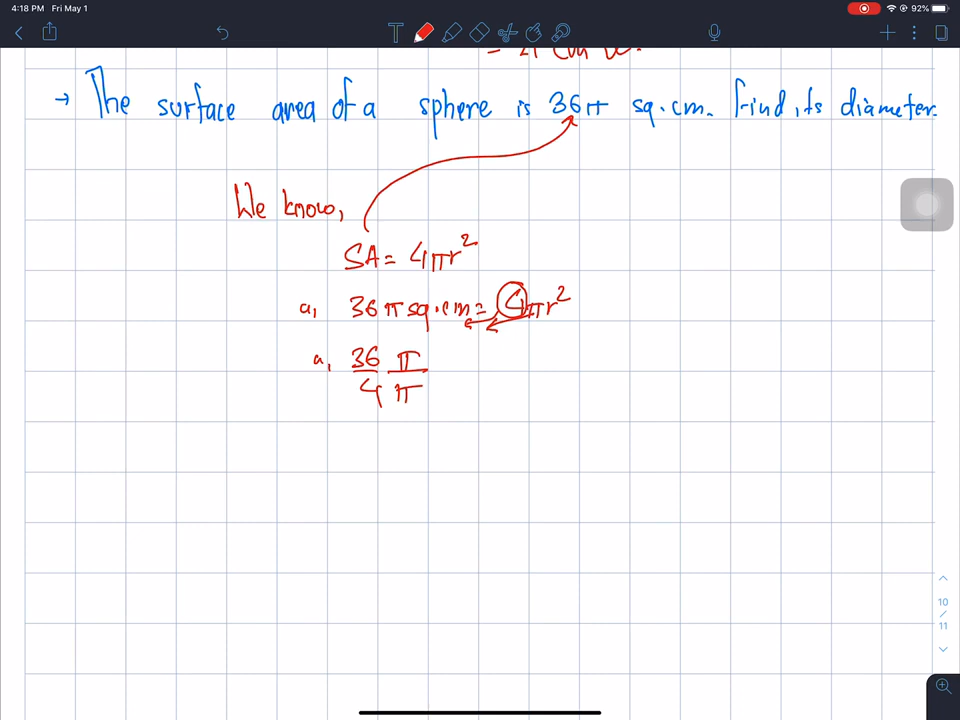 4:18 PM Fri May 1
92%
→ The surface area of a sphere is 36π sq.cm. Find its diameter.
We know,
SA = 4πr²
a, 36π sq.cm = 4πr²
a, 36/4 π/π
10
/
11